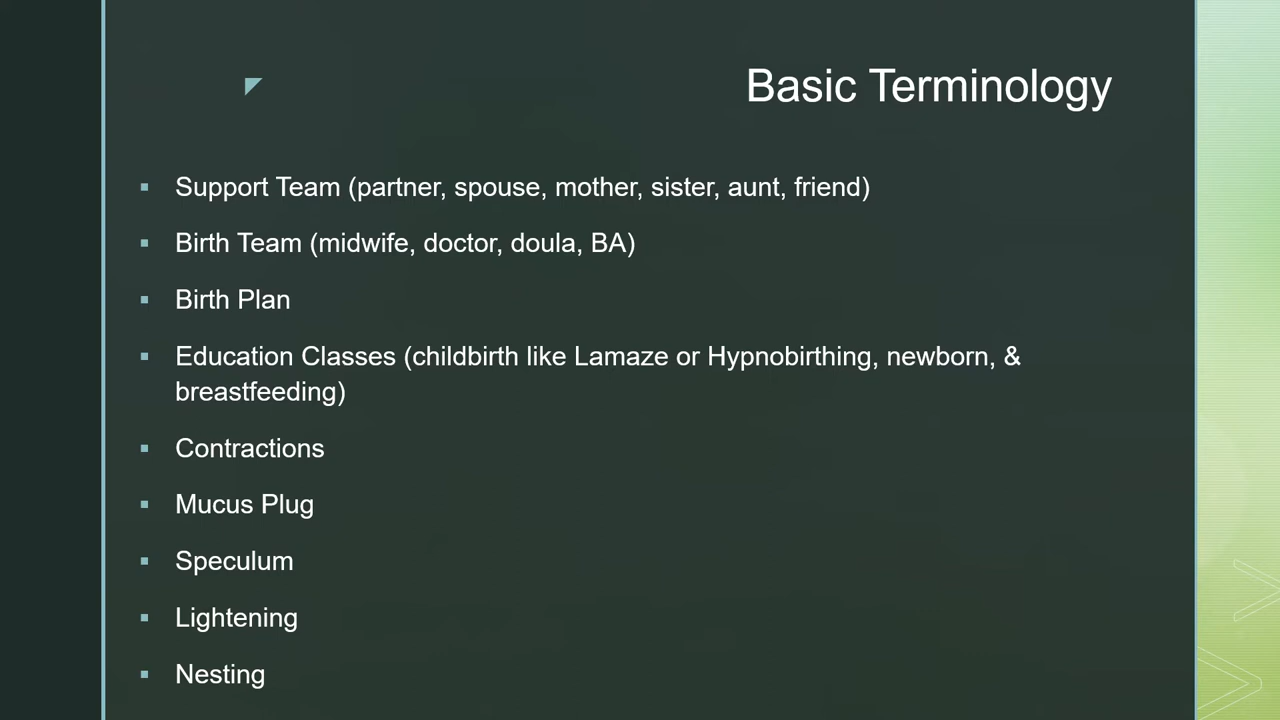 Basic Terminology
▪ Support Team (partner, spouse, mother, sister, aunt, friend)
▪ Birth Team (midwife, doctor, doula, BA)
▪ Birth Plan
▪ Education Classes (childbirth like Lamaze or Hypnobirthing, newborn, &
breastfeeding)
▪ Contractions
▪ Mucus Plug
▪ Speculum
▪ Lightening
▪ Nesting